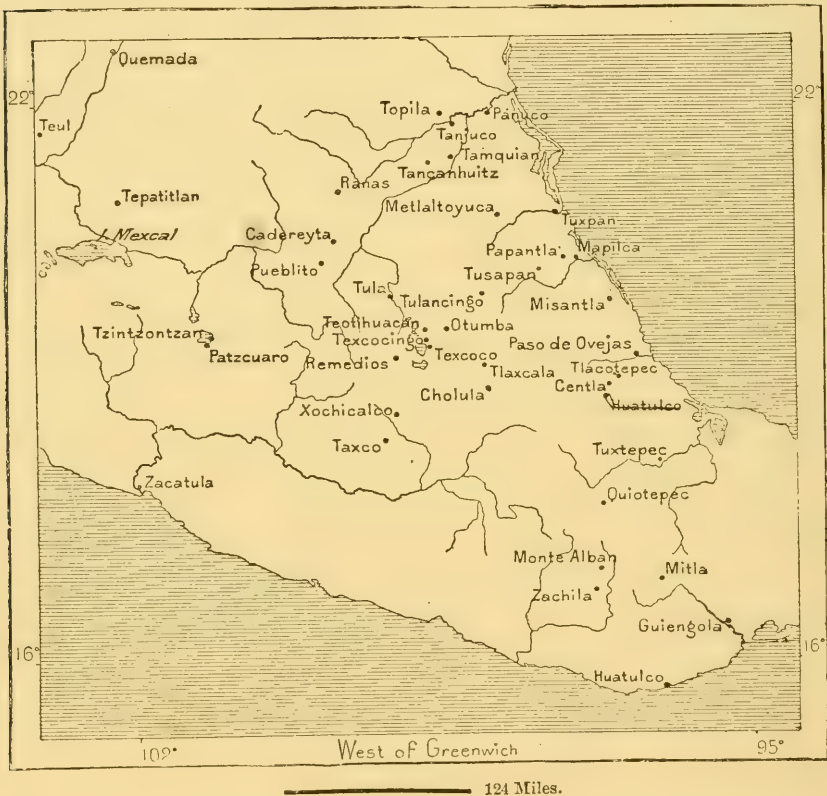 Quemada
22°
22°
Teul
Topila
Pánuco
Tanjuco
Tamquian
Tancanhuitz
Ranas
Tepatitlan
Metlaltoyuca
Tuxpan
L. Mexcal
Cadereyta
Papantla
Mapilca
Pueblito
Tusapan
Tula
Tulancingo
Misantla
Teotihuacan
Otumba
Tzintzontzan
Texcocingo
Paso de Ovejas
Patzcuaro
Texcoco
Remedios
Tlaxcala
Tlacotepec
Cholula
Centla
Xochicalco
Huatulco
Taxco
Tuxtepec
Zacatula
Quiotepec
Monte Alban
Mitla
Zachila
Guiengola
16°
16°
Huatulco
102°
West of Greenwich
95°
124 Miles.